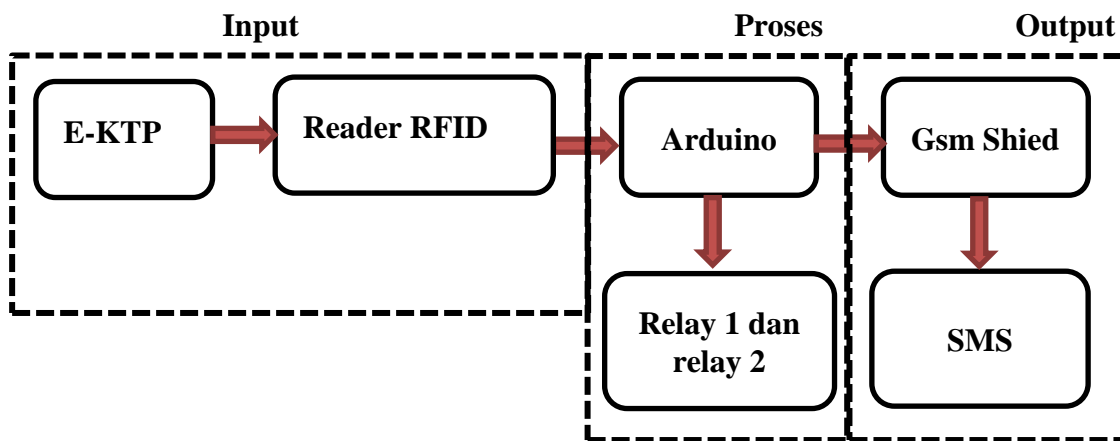 Input
Proses
Output
E-KTP
Reader RFID
Arduino
Gsm Shied
Relay 1 dan
relay 2
SMS